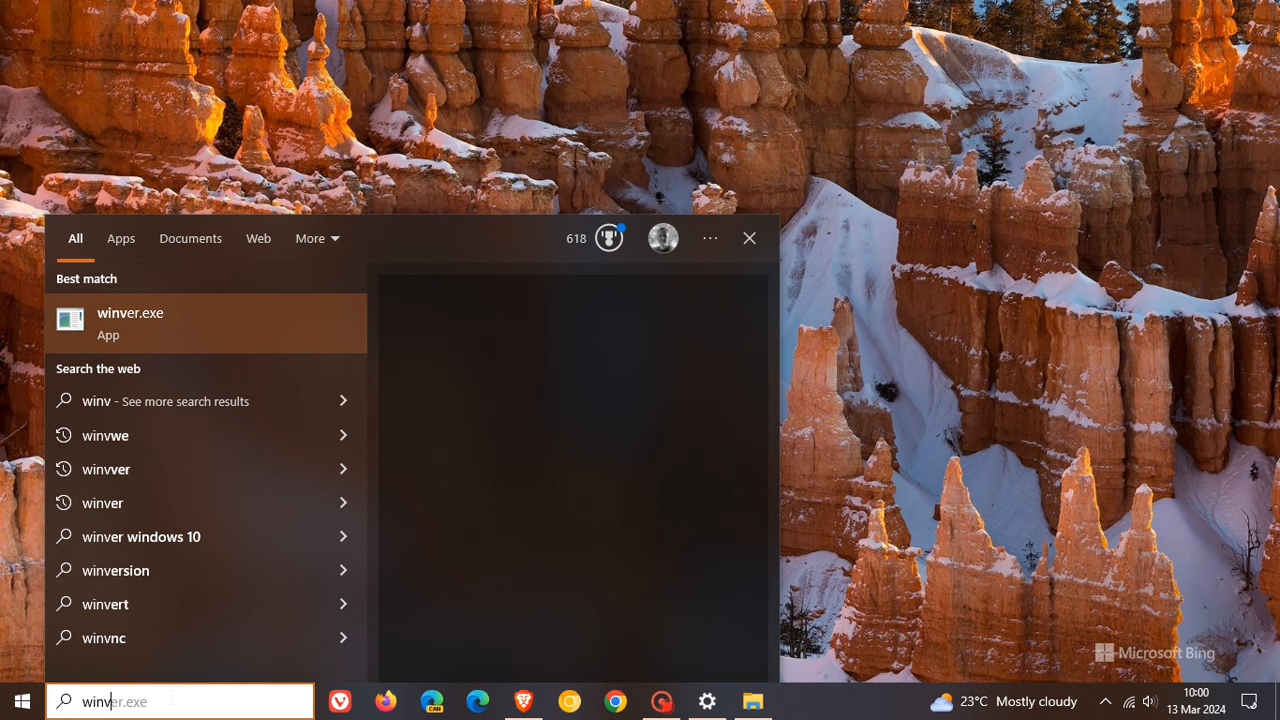 All Apps Documents Web More 618 ...
Best match
winver.exe
App
Search the web
winv - See more search results
winvwe
winvver
winver
winver windows 10
winversion
winvert
winvnc
Microsoft Bing
winver.exe
CAN
23°C Mostly cloudy
10:00
13 Mar 2024